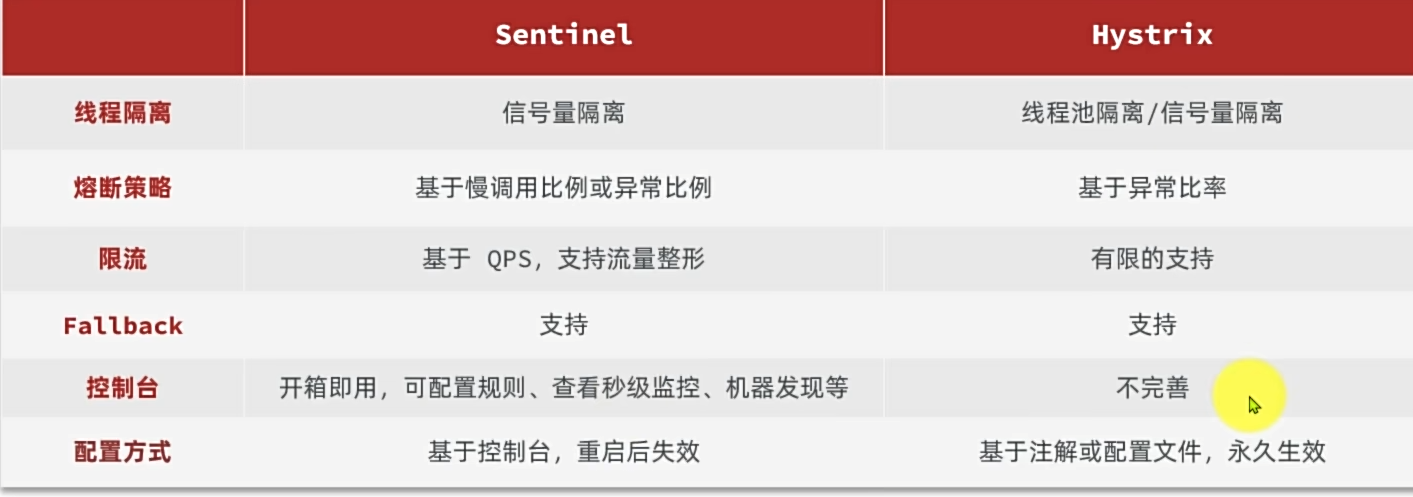 Sentinel Hystrix
线程隔离 信号量隔离 线程池隔离/信号量隔离
熔断策略 基于慢调用比例或异常比例 基于异常比率
限流 基于 QPS，支持流量整形 有限的支持
Fallback 支持 支持
控制台 开箱即用，可配置规则、查看秒级监控、机器发现等 不完善
配置方式 基于控制台，重启后失效 基于注解或配置文件，永久生效